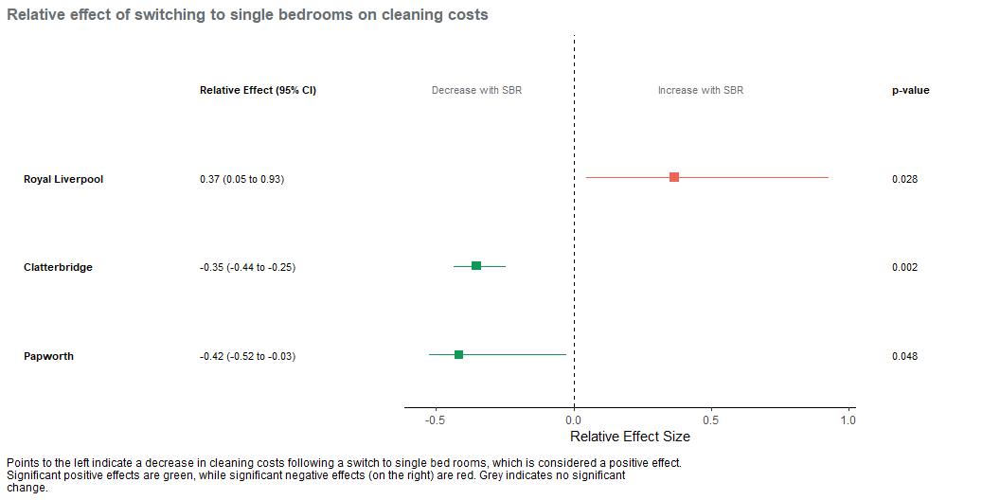 Relative effect of switching to single bedrooms on cleaning costs
Relative Effect (95% CI) Decrease with SBR Increase with SBR p-value
Royal Liverpool 0.37 (0.05 to 0.93) 0.028
Clatterbridge -0.35 (-0.44 to -0.25) 0.002
Papworth -0.42 (-0.52 to -0.03) 0.048
-0.5 0.0 0.5 1.0
Relative Effect Size
Points to the left indicate a decrease in cleaning costs following a switch to single bed rooms, which is considered a positive effect.
Significant positive effects are green, while significant negative effects (on the right) are red. Grey indicates no significant
change.